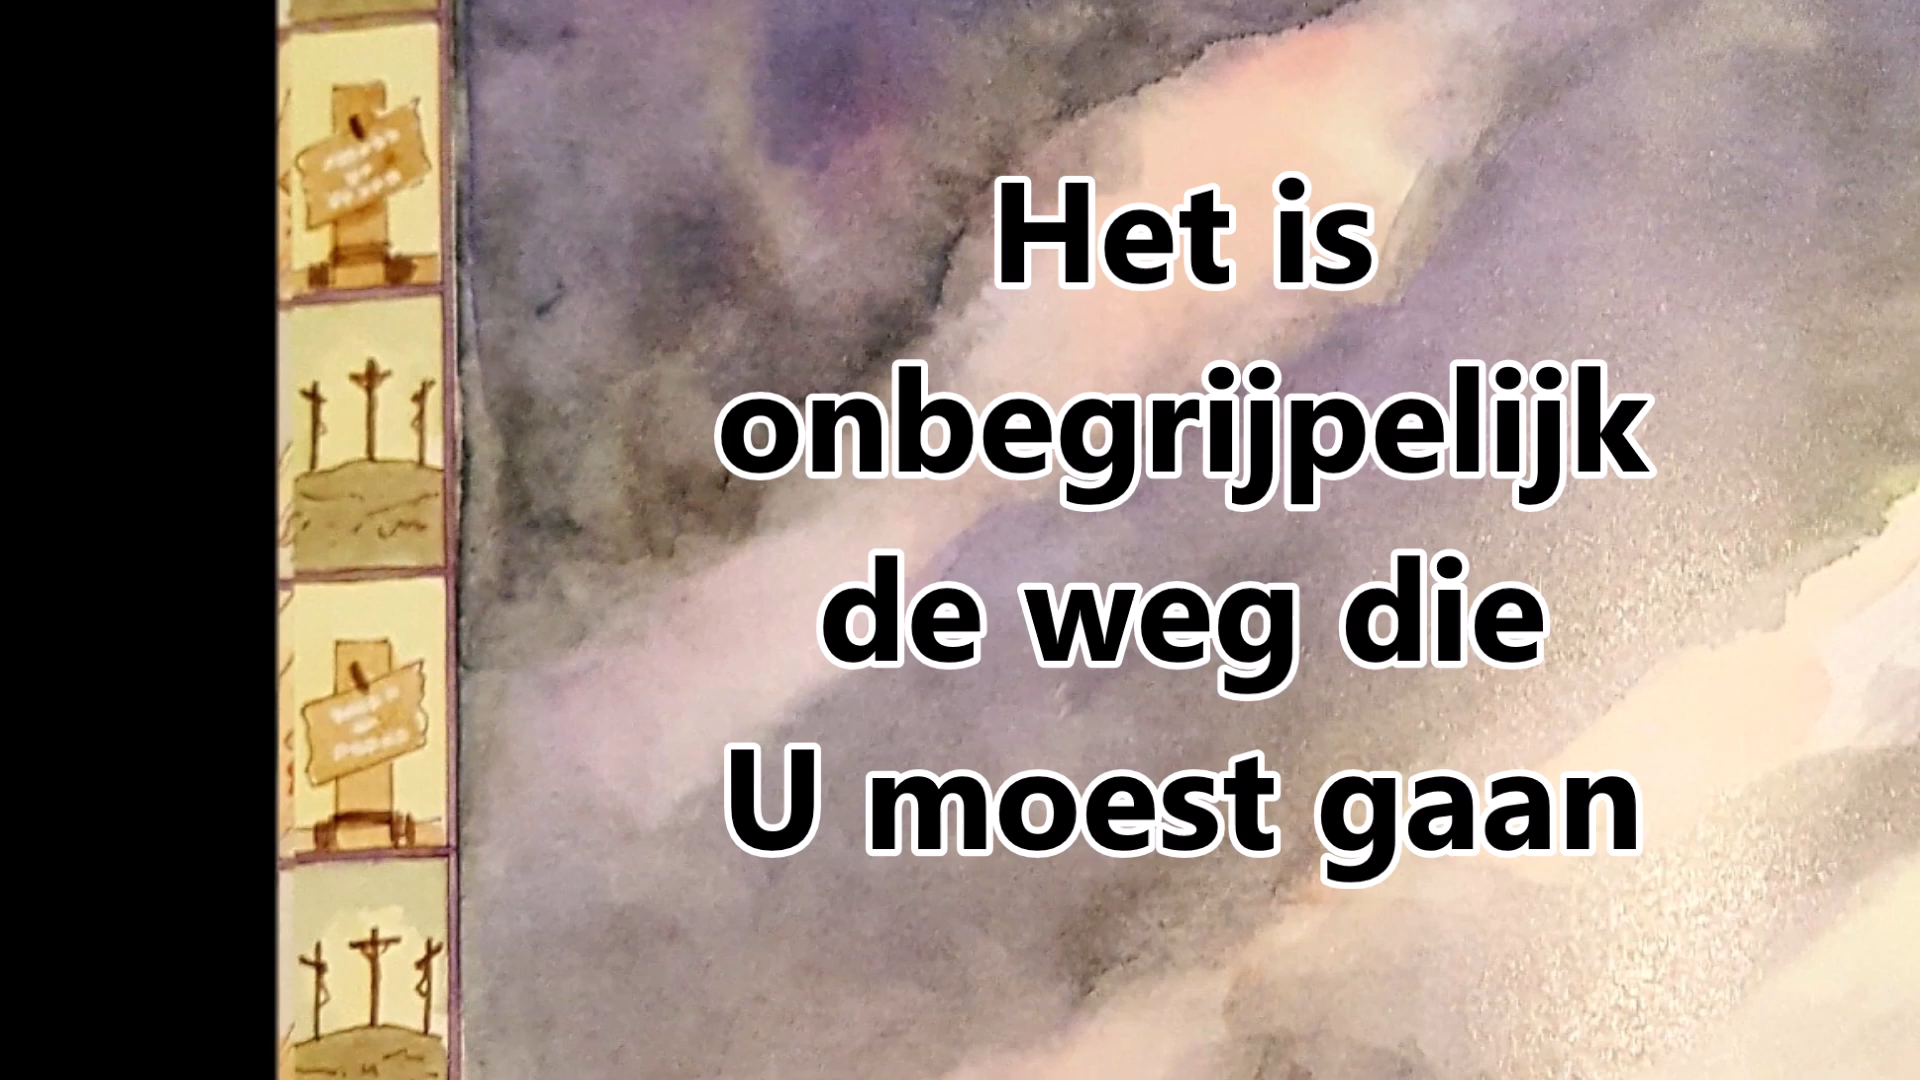 Het is
onbegrijpelijk
de weg die
U moest gaan